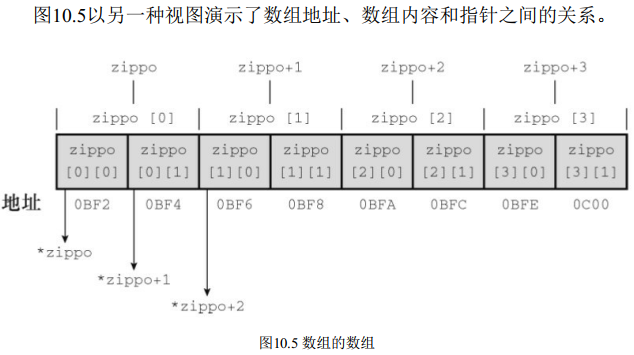 图10.5以另一种视图演示了数组地址、数组内容和指针之间的关系。
zippo zippo+1 zippo+2 zippo+3
zippo [0] zippo [1] zippo [2] zippo [3]
zippo zippo zippo zippo zippo zippo zippo zippo
[0][0] [0][1] [1][0] [1][1] [2][0] [2][1] [3][0] [3][1]
地址 0BF2 0BF4 0BF6 0BF8 0BFA 0BFC 0BFE 0C00
*zippo
*zippo+1
*zippo+2
图10.5 数组的数组